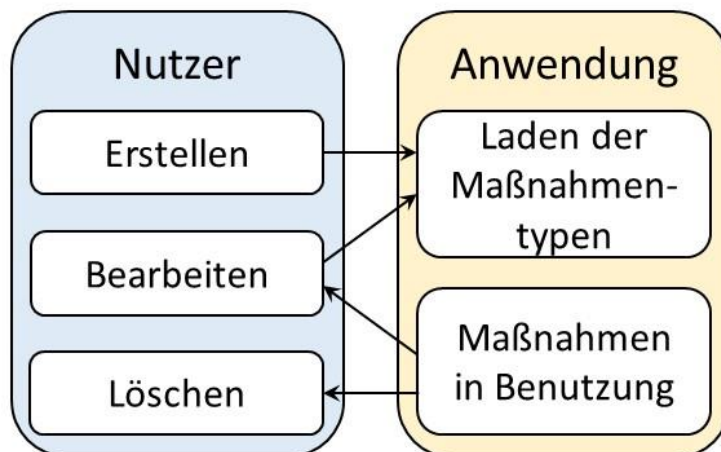 Nutzer
Erstellen
Bearbeiten
Löschen
Anwendung
Laden der
Maßnahmen-
typen
Maßnahmen
in Benutzung